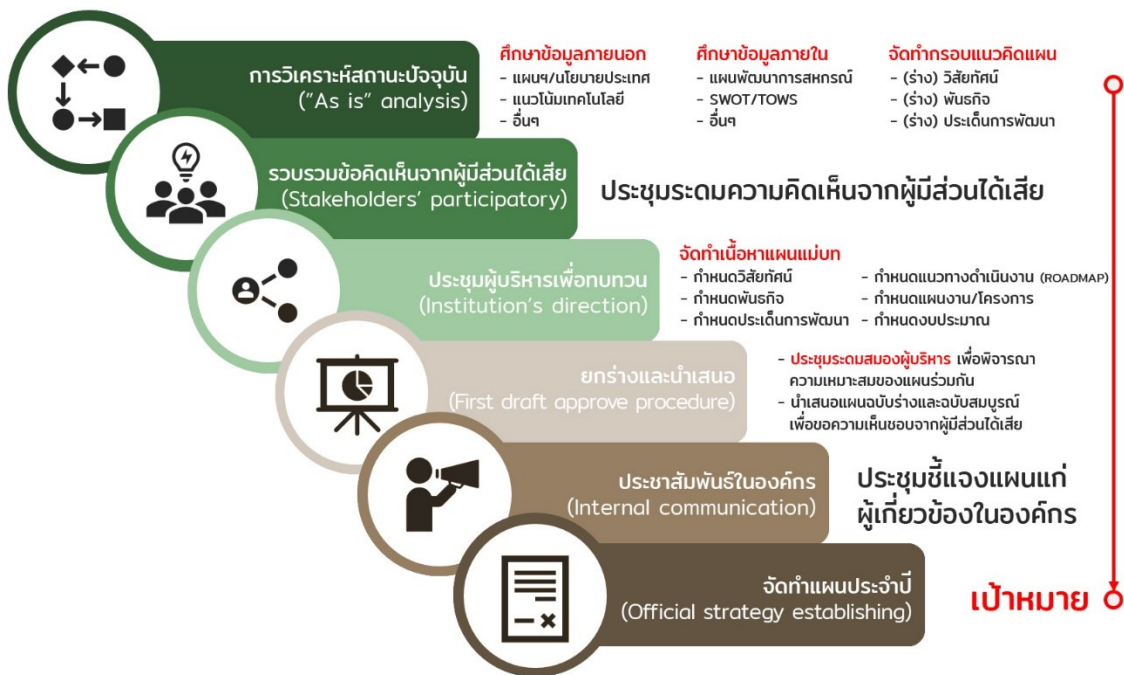 การวิเคราะห์สถานะปัจจุบัน
("As is" analysis)
ศึกษาข้อมูลภายนอก
- แผนฯ/นโยบายประเทศ
- แนวโน้มเทคโนโลยี
- อื่นๆ
ศึกษาข้อมูลภายใน
- แผนพัฒนาการสหกรณ์
- SWOT/TOWS
- อื่นๆ
จัดทำกรอบแนวคิดแผน
- (ร่าง) วิสัยทัศน์
- (ร่าง) พันธกิจ
- (ร่าง) ประเด็นการพัฒนา
รวบรวมข้อคิดเห็นจากผู้มีส่วนได้เสีย
(Stakeholders' participatory)
ประชุมระดมความคิดเห็นจากผู้มีส่วนได้เสีย
ประชุมผู้บริหารเพื่อทบทวน
(Institution's direction)
จัดทำเนื้อหาแผนแม่บท
- กำหนดวิสัยทัศน์
- กำหนดพันธกิจ
- กำหนดประเด็นการพัฒนา
- กำหนดแนวทางดำเนินงาน (ROADMAP)
- กำหนดแผนงาน/โครงการ
- กำหนดงบประมาณ
ยกร่างและนำเสนอ
(First draft approve procedure)
- ประชุมระดมสมองผู้บริหาร เพื่อพิจารณา
ความเหมาะสมของแผนร่วมกัน
- นำเสนอแผนฉบับร่างและฉบับสมบูรณ์
เพื่อขอความเห็นชอบจากผู้มีส่วนได้เสีย
ประชาสัมพันธ์ในองค์กร
(Internal communication)
ประชุมชี้แจงแผนแก่
ผู้เกี่ยวข้องในองค์กร
จัดทำแผนประจำปี
(Official strategy establishing)
เป้าหมาย